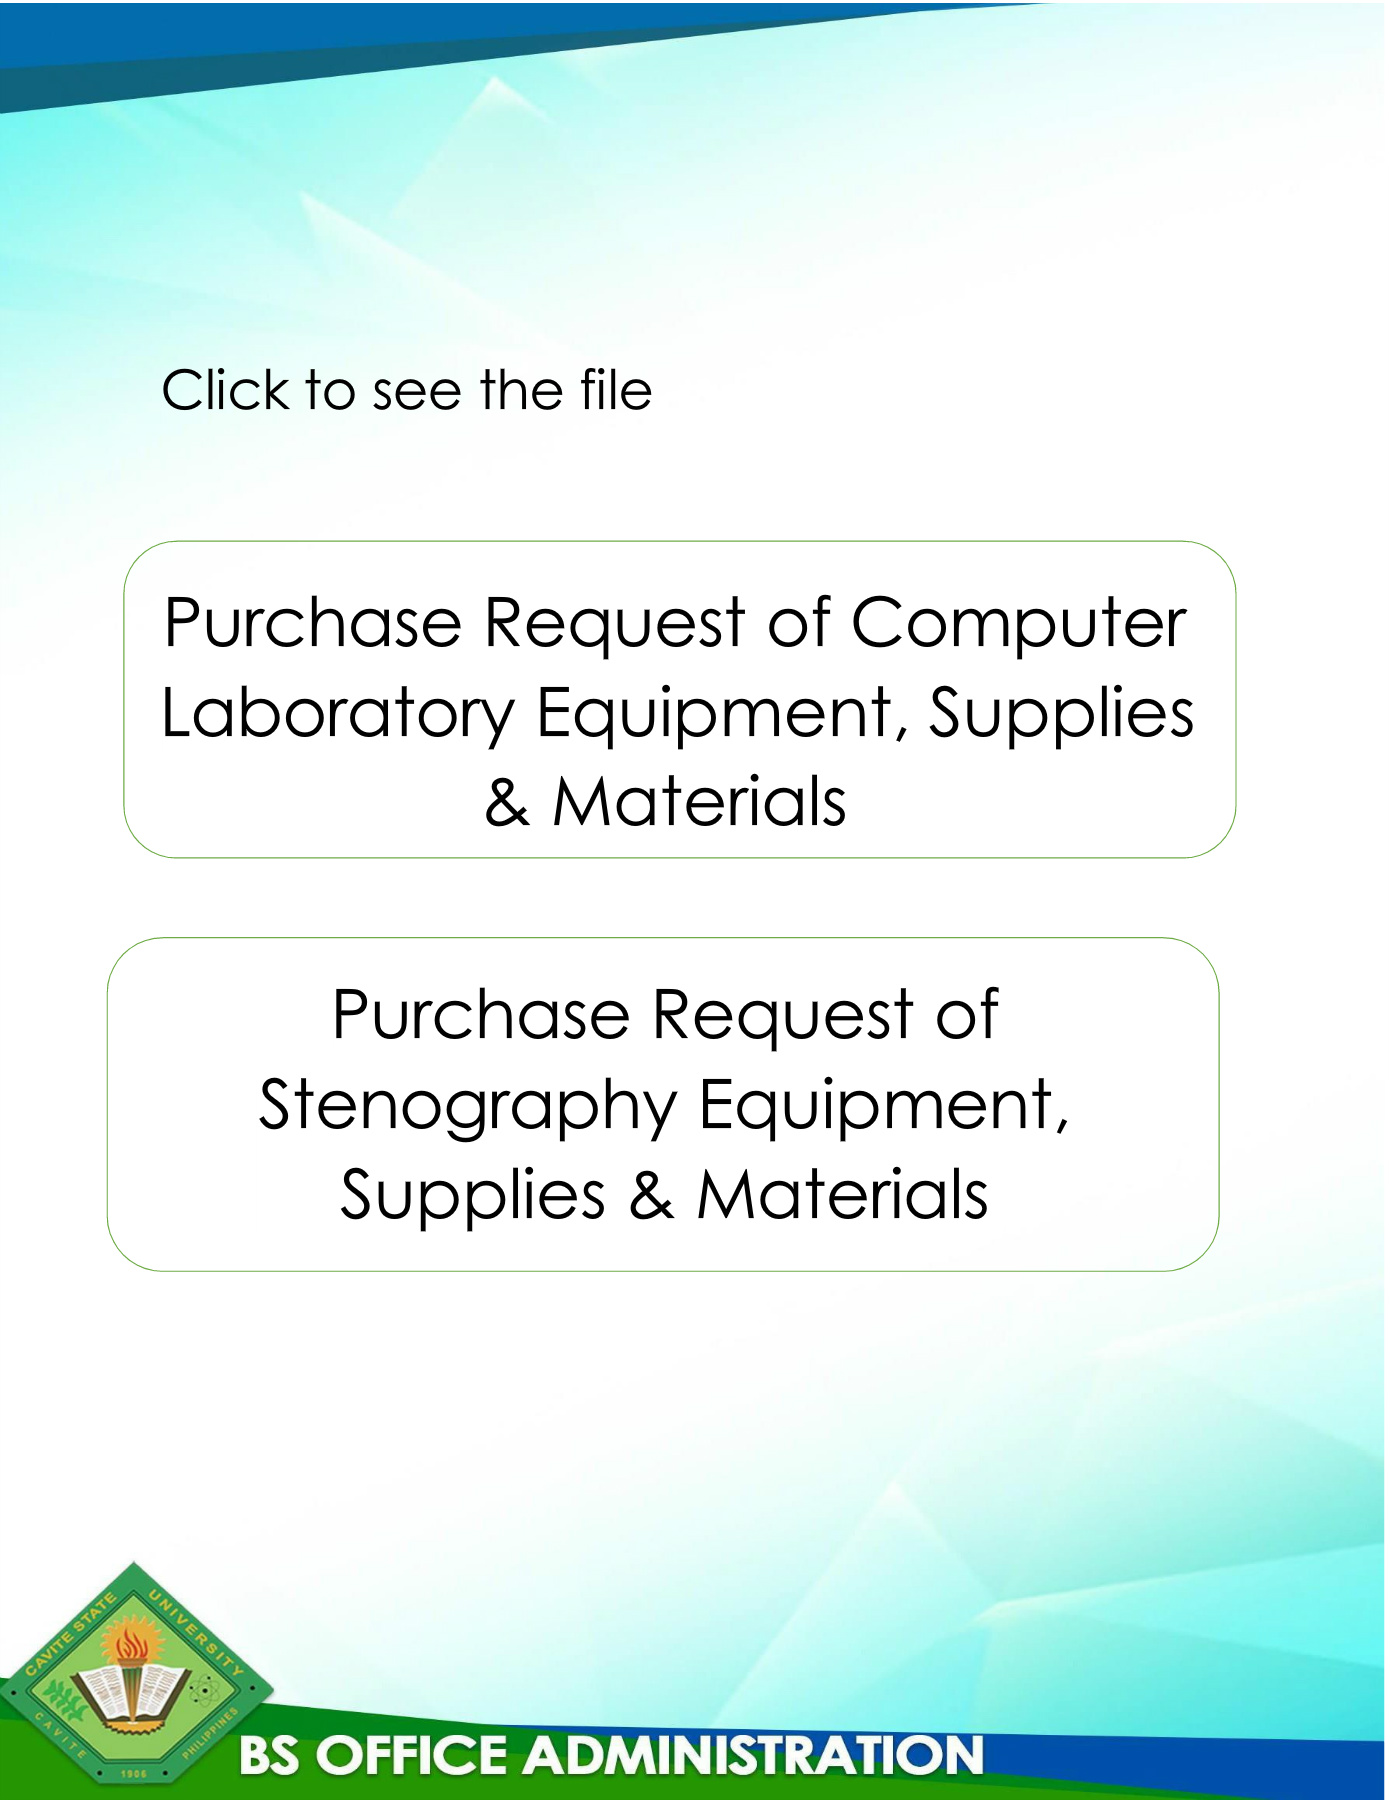 Click to see the file
Purchase Request of Computer
Laboratory Equipment, Supplies
& Materials
Purchase Request of
Stenography Equipment,
Supplies & Materials
CAVITE STATE UNIVERSITY
CAVITE PHILIPPINES
1906
BS OFFICE ADMINISTRATION